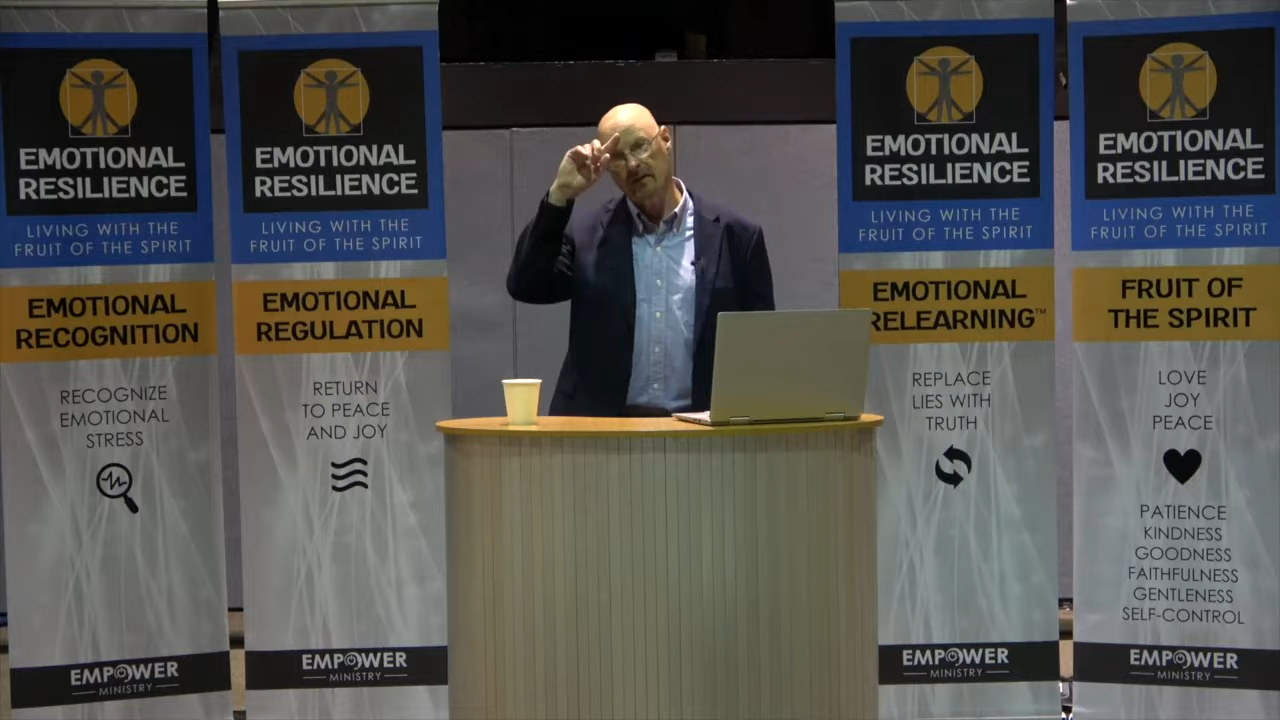 EMOTIONAL
RESILIENCE
LIVING WITH THE
FRUIT OF THE SPIRIT
EMOTIONAL
RECOGNITION
RECOGNIZE
EMOTIONAL
STRESS
EMPOWER
MINISTRY
EMOTIONAL
RESILIENCE
LIVING WITH THE
FRUIT OF THE SPIRIT
EMOTIONAL
REGULATION
RETURN
TO PEACE
AND JOY
EMPOWER
MINISTRY
EMOTIONAL
RESILIENCE
LIVING WITH THE
FRUIT OF THE SPIRIT
EMOTIONAL
RELEARNING™
REPLACE
LIES WITH
TRUTH
EMPOWER
MINISTRY
EMOTIONAL
RESILIENCE
LIVING WITH THE
FRUIT OF THE SPIRIT
FRUIT OF
THE SPIRIT
LOVE
JOY
PEACE
PATIENCE
KINDNESS
GOODNESS
FAITHFULNESS
GENTLENESS
SELF-CONTROL
EMPOWER
MINISTRY